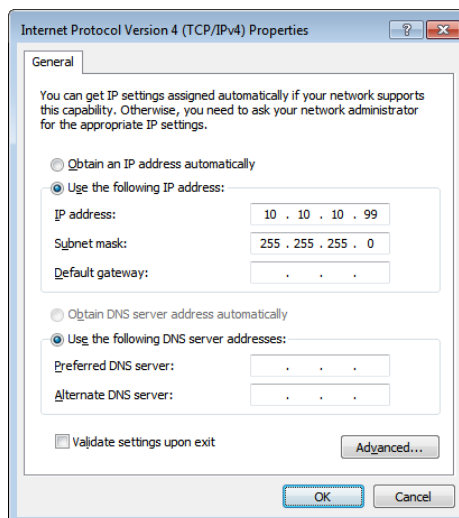 Internet Protocol Version 4 (TCP/IPv4) Properties
?
General
You can get IP settings assigned automatically if your network supports
this capability. Otherwise, you need to ask your network administrator
for the appropriate IP settings.
Obtain an IP address automatically
Use the following IP address:
IP address: 10 . 10 . 10 . 99
Subnet mask: 255 . 255 . 255 . 0
Default gateway: . . .
Obtain DNS server address automatically
Use the following DNS server addresses:
Preferred DNS server: . . .
Alternate DNS server: . . .
Validate settings upon exit
Advanced...
OK Cancel